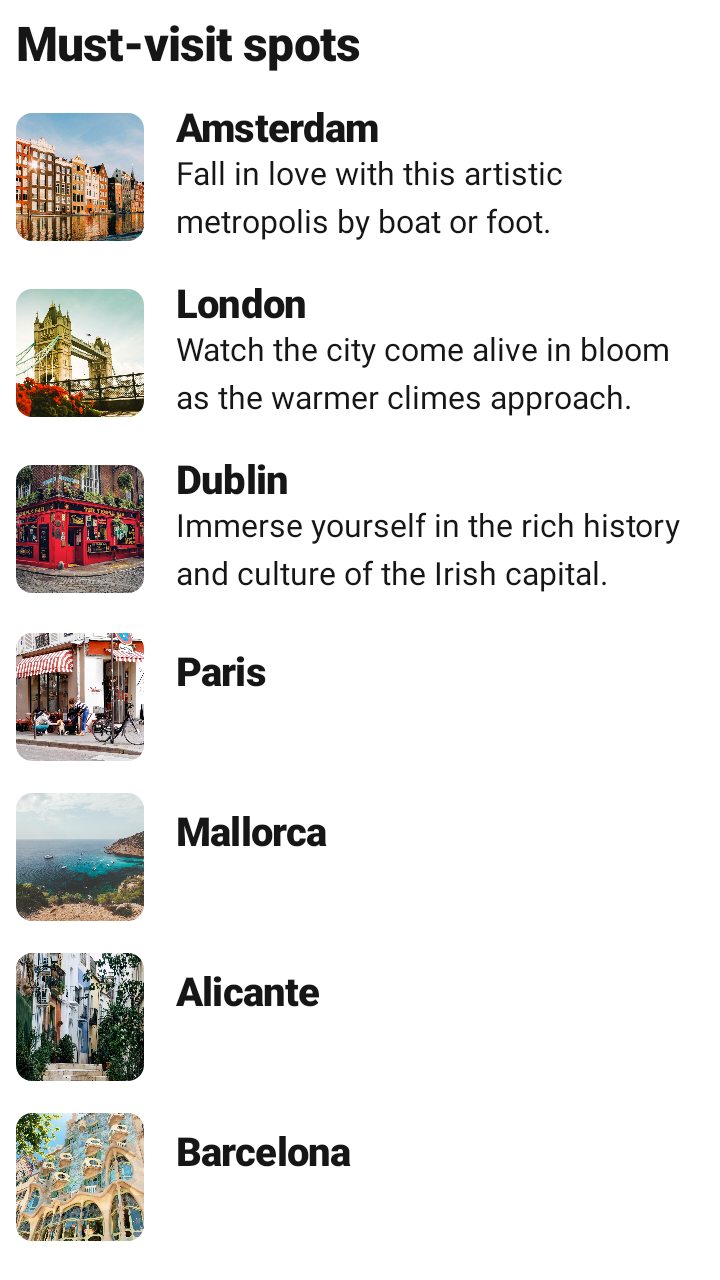 Must-visit spots
Amsterdam
Fall in love with this artistic
metropolis by boat or foot.
London
Watch the city come alive in bloom
as the warmer climes approach.
Dublin
Immerse yourself in the rich history
and culture of the Irish capital.
Paris
Mallorca
Alicante
Barcelona